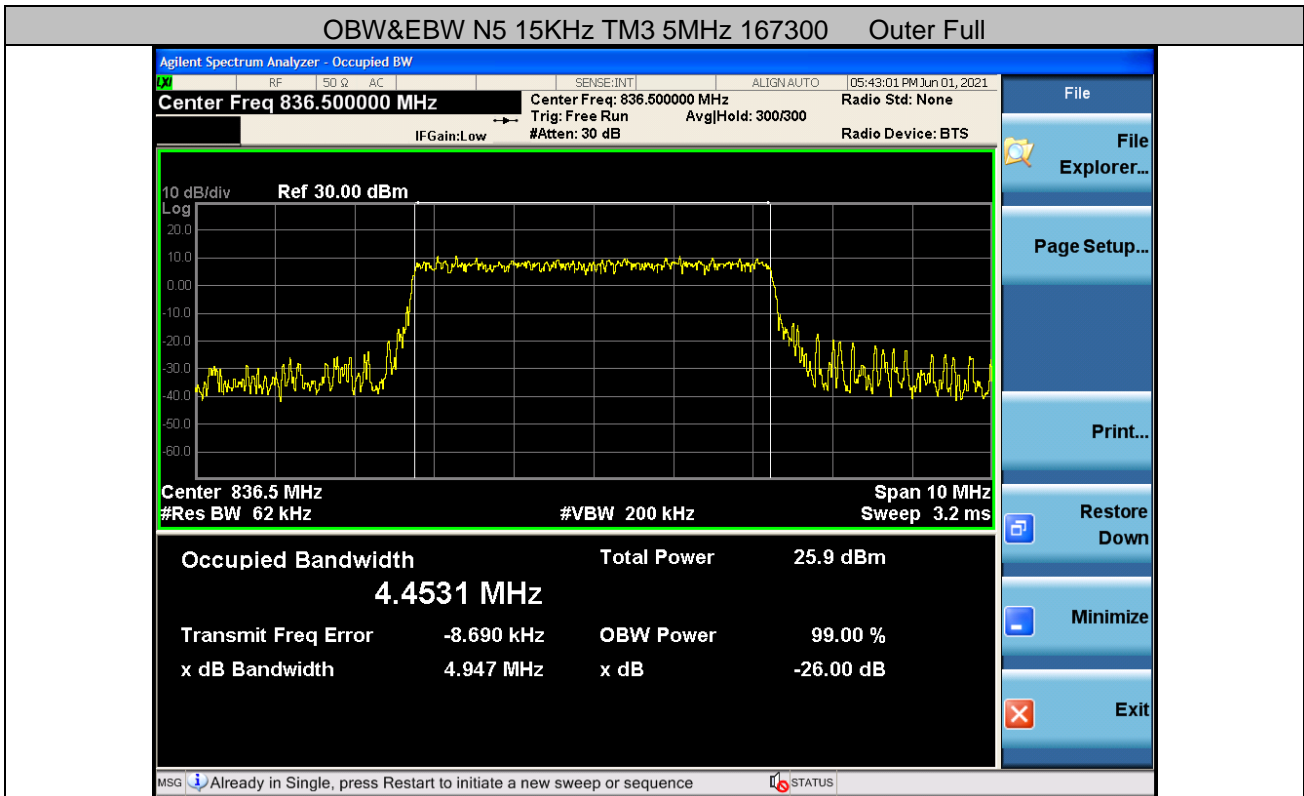 OBW&EBW N5 15KHz TM3 5MHz 167300 Outer Full
Agilent Spectrum Analyzer - Occupied BW
LXI RF 50 Ω AC SENSE:INT ALIGN AUTO 05:43:01 PM Jun 01, 2021
Center Freq 836.500000 MHz
Center Freq: 836.500000 MHz
Radio Std: None
Trig: Free Run Avg|Hold: 300/300
IFGain:Low
#Atten: 30 dB
Radio Device: BTS
10 dB/div Ref 30.00 dBm
Log
20.0
10.0
0.00
-10.0
-20.0
-30.0
-40.0
-50.0
-60.0
Center 836.5 MHz Span 10 MHz
#Res BW 62 kHz #VBW 200 kHz Sweep 3.2 ms
Occupied Bandwidth Total Power 25.9 dBm
4.4531 MHz
Transmit Freq Error -8.690 kHz OBW Power 99.00 %
x dB Bandwidth 4.947 MHz x dB -26.00 dB
MSG Already in Single, press Restart to initiate a new sweep or sequence STATUS
File
File
Explorer...
Page Setup...
Print...
Restore
Down
Minimize
Exit